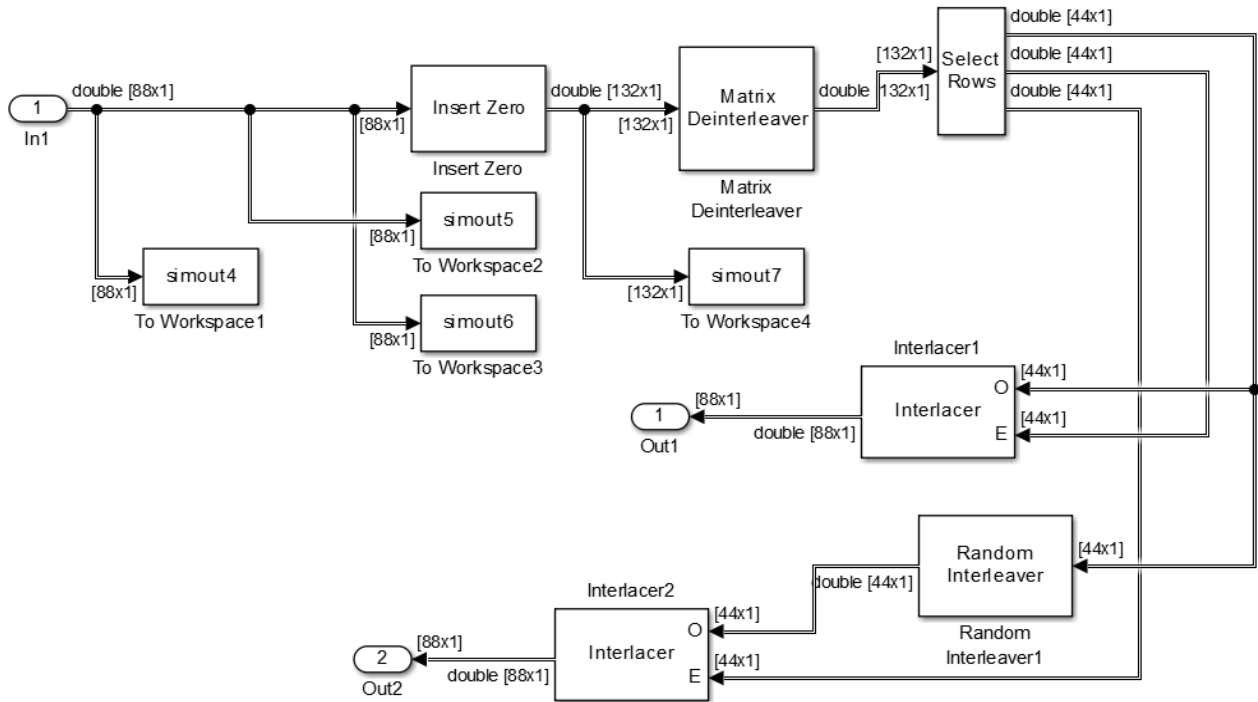 double [44x1]
double [44x1]
double [44x1]
[132x1]
Select
Rows
1
In1
double [88x1]
[88x1]
Insert Zero
Insert Zero
double [132x1]
[132x1]
Matrix
Deinterleaver
Matrix
Deinterleaver
double [132x1]
simout5
[88x1]
To Workspace2
simout4
[88x1]
To Workspace1
simout7
[132x1]
To Workspace4
simout6
[88x1]
To Workspace3
Interlacer1
[44x1]
O
Interlacer
[44x1]
E
[88x1]
1
double [88x1]
Out1
Random
Interleaver
[44x1]
double [44x1]
Random
Interleaver1
Interlacer2
[44x1]
O
Interlacer
[44x1]
E
[88x1]
2
double [88x1]
Out2